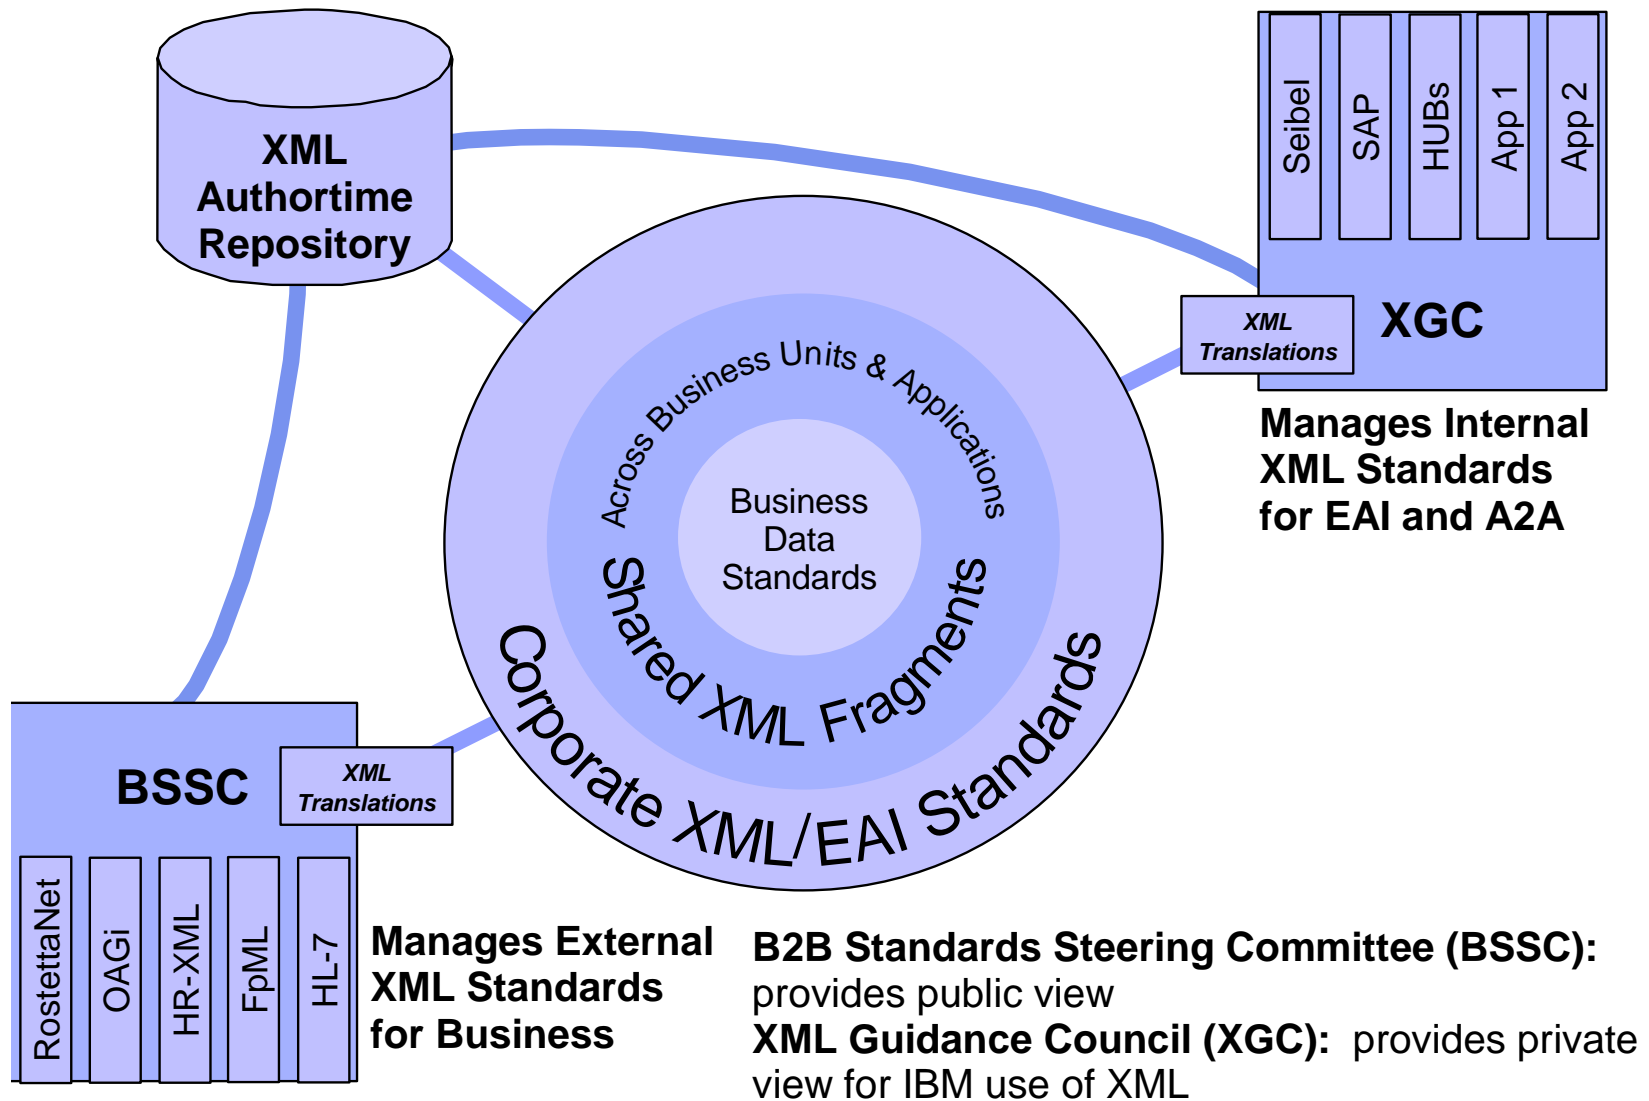 XML
Authortime
Repository
Seibel
SAP
HUBs
App 1
App 2
XGC
XML
Translations
Manages Internal
XML Standards
for EAI and A2A
Across Business Units & Applications
Business
Data
Standards
Shared XML Fragments
Corporate XML/EAI Standards
BSSC
XML
Translations
RostettaNet
OAGi
HR-XML
FpML
HL-7
Manages External
XML Standards
for Business
B2B Standards Steering Committee (BSSC):
provides public view
XML Guidance Council (XGC): provides private
view for IBM use of XML